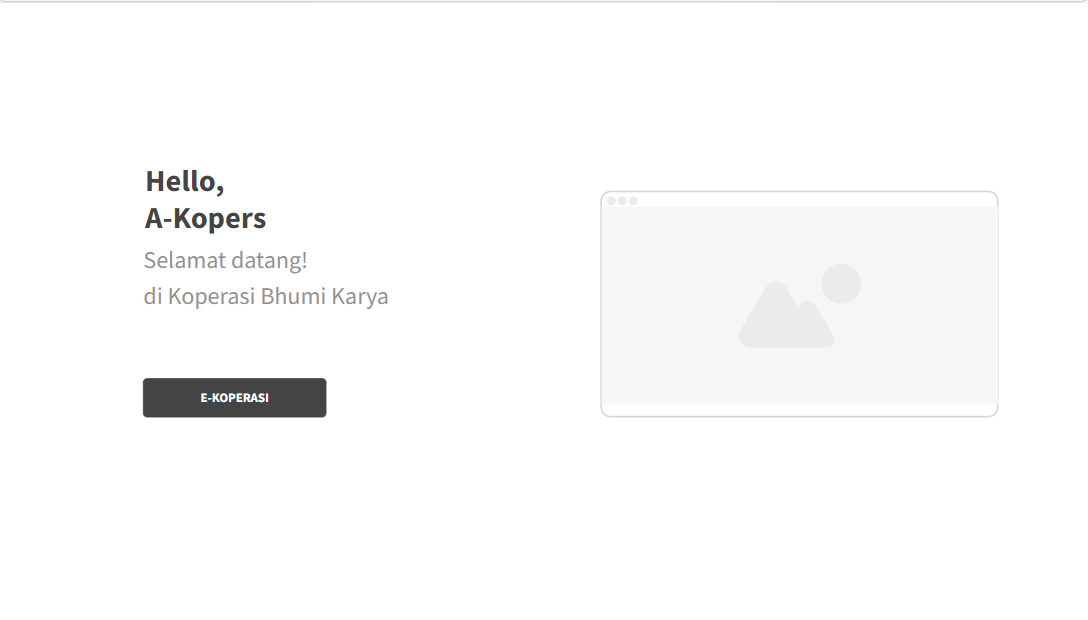 Hello,
A-Kopers
Selamat datang!
di Koperasi Bhumi Karya
E-KOPERASI